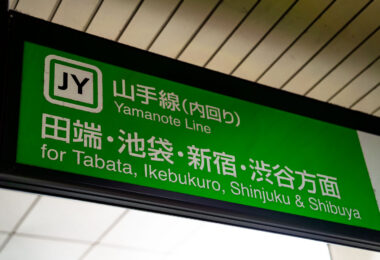 JY
山手線(内回り)
Yamanote Line
田端・池袋・新宿・渋谷方面
for Tabata, Ikebukuro, Shinjuku & Shibuya